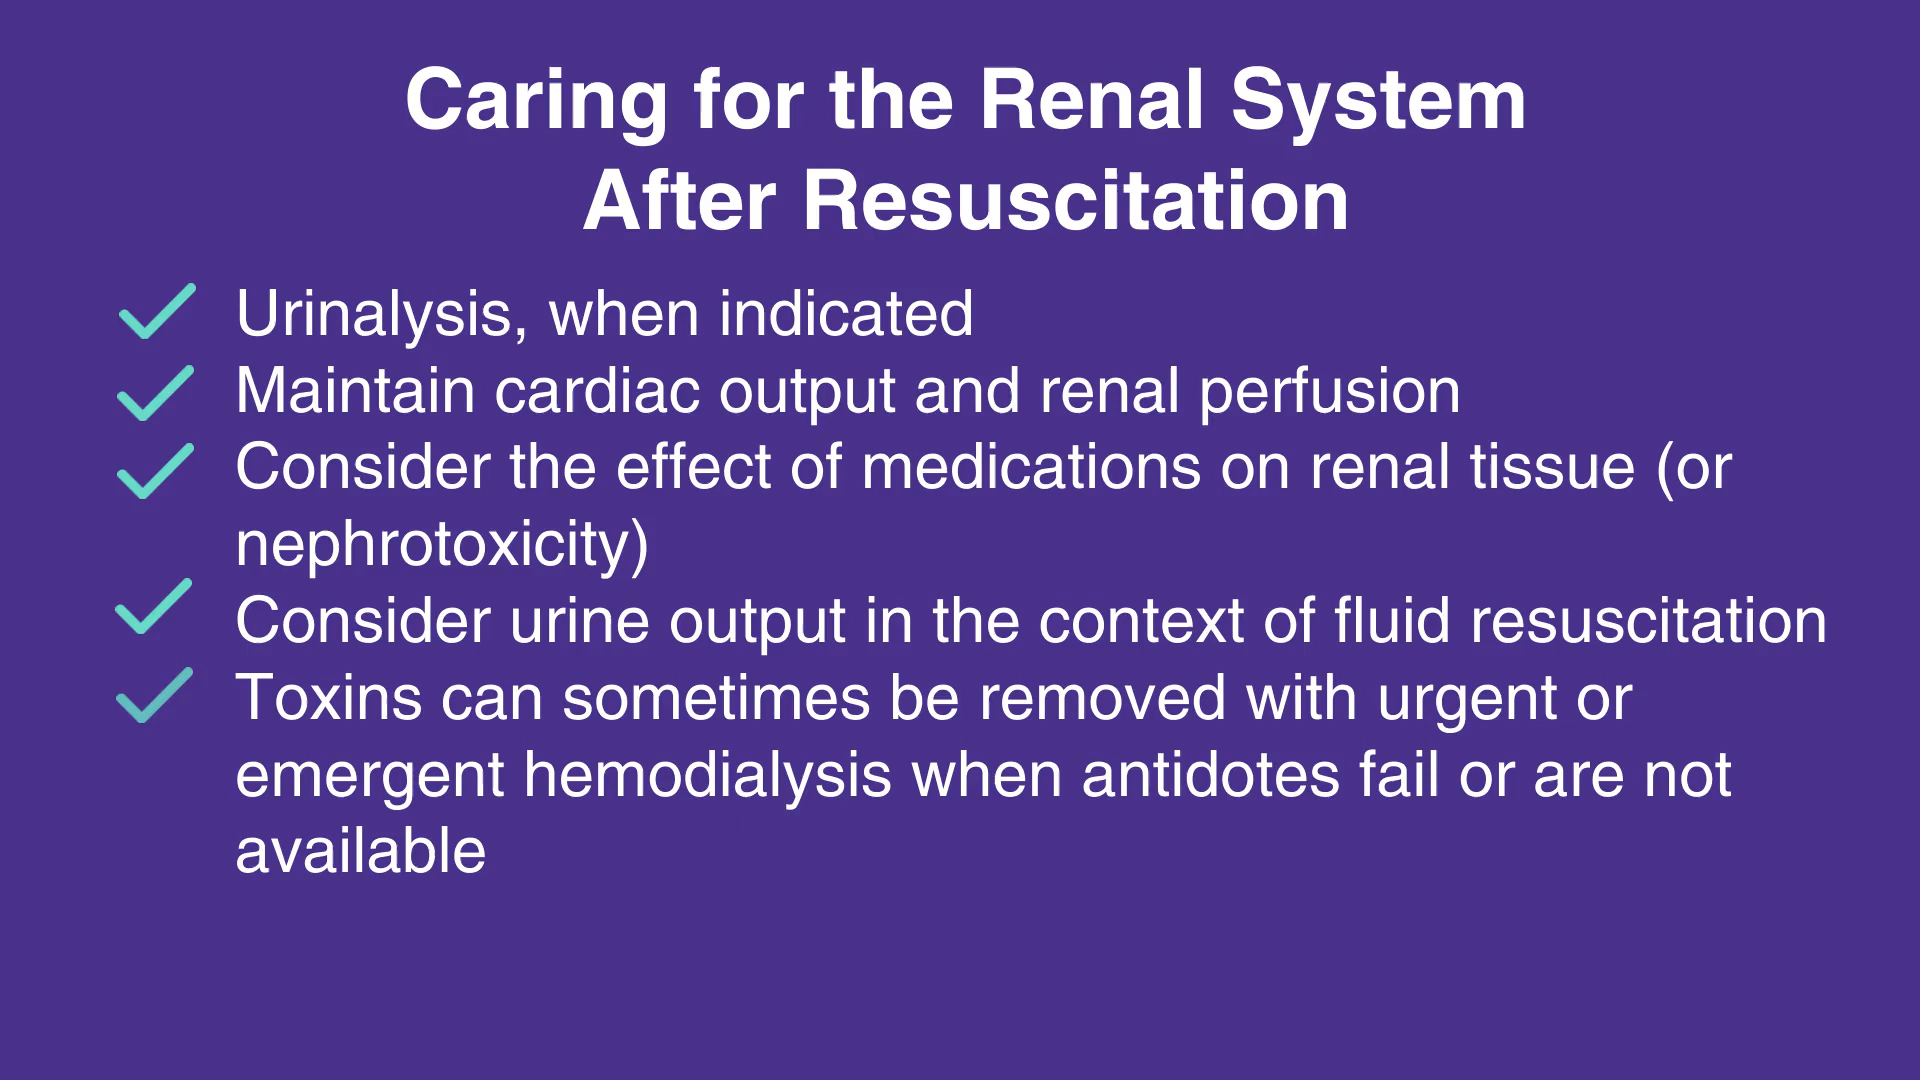 Caring for the Renal System
After Resuscitation
Urinalysis, when indicated
Maintain cardiac output and renal perfusion
Consider the effect of medications on renal tissue (or
nephrotoxicity)
Consider urine output in the context of fluid resuscitation
Toxins can sometimes be removed with urgent or
emergent hemodialysis when antidotes fail or are not
available